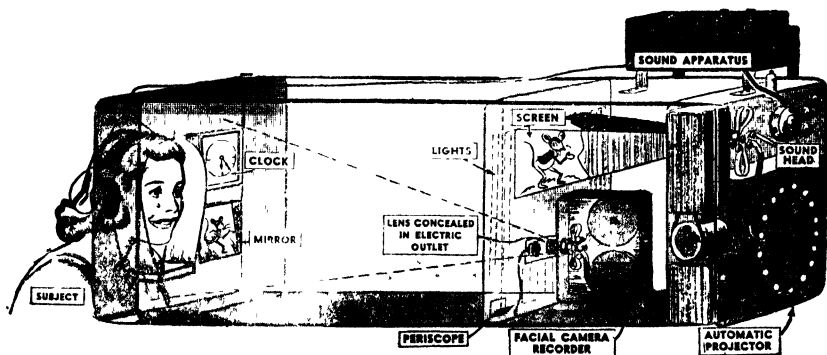 SOUND APPARATUS
SCREEN
CLOCK
LIGHTS
SOUND
HEAD
LENS CONCEALED
IN ELECTRIC
OUTLET
MIRROR
SUBJECT
PERISCOPE
FACIAL CAMERA
RECORDER
AUTOMATIC
PROJECTOR